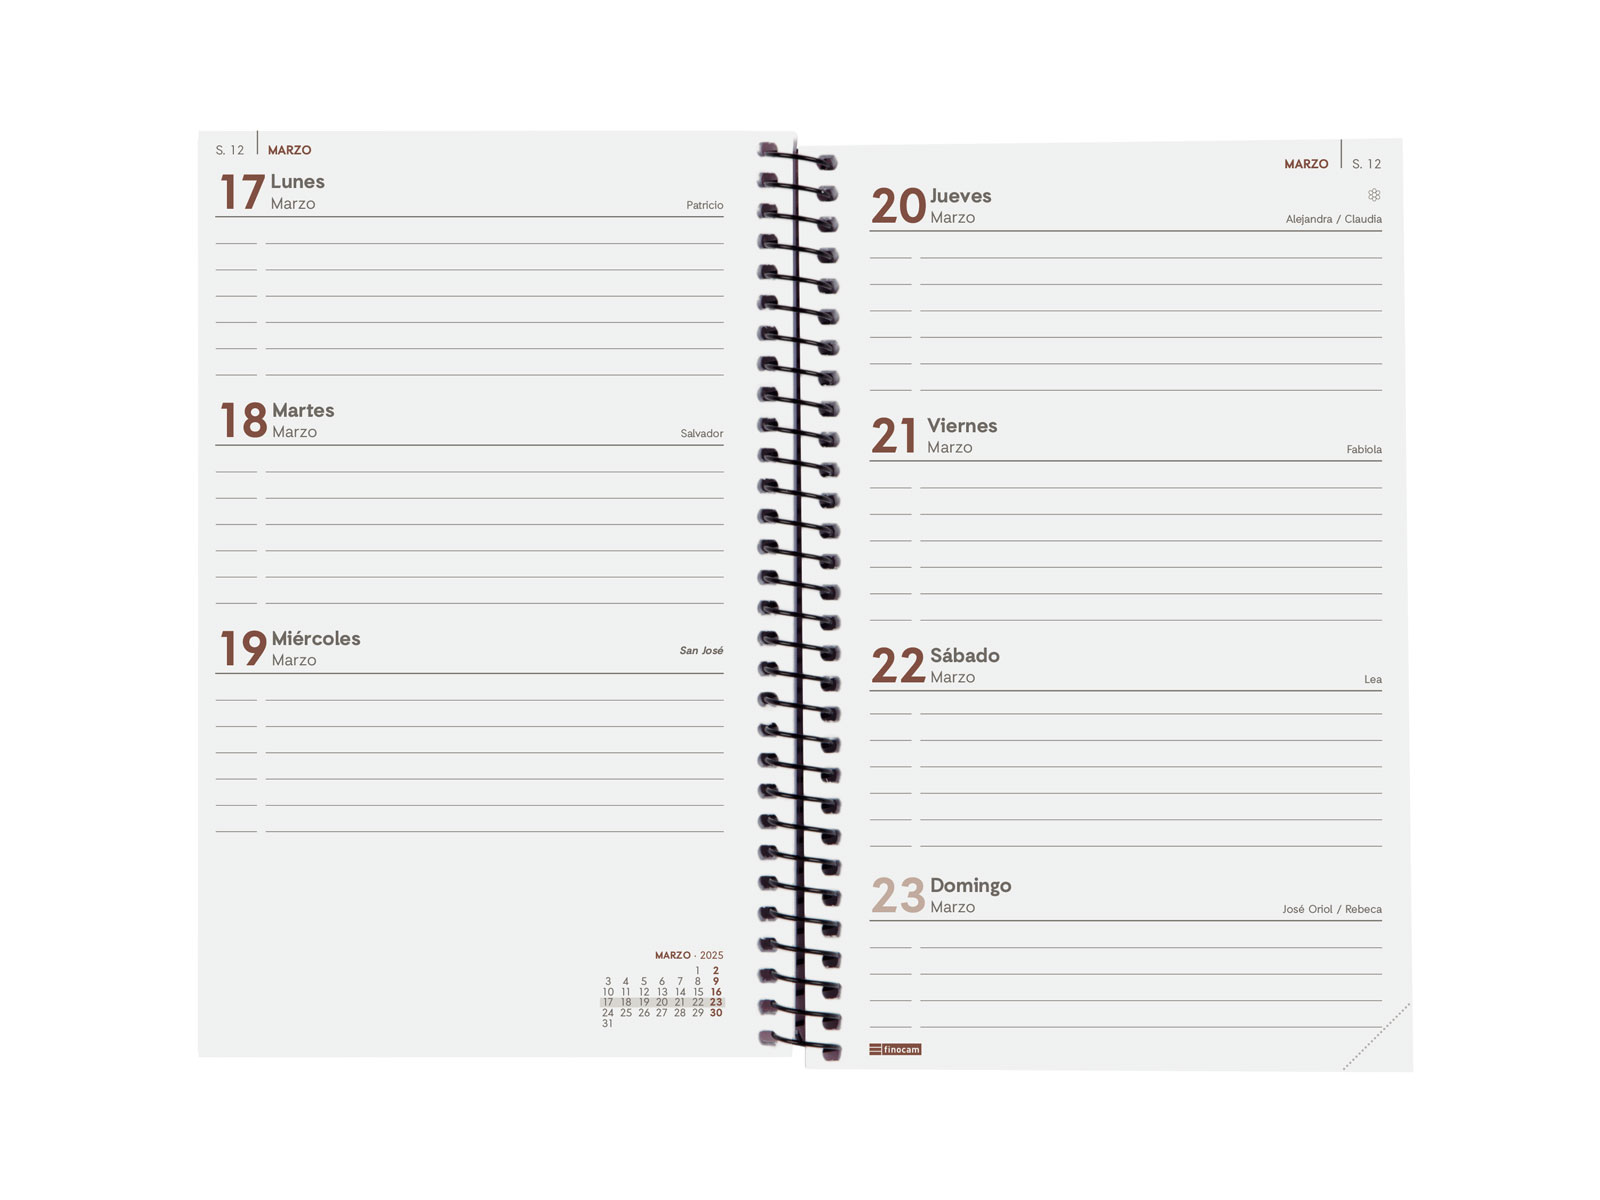 S. 12 MARZO
17 Lunes
Marzo
Patricio
18 Martes
Marzo
Salvador
19 Miércoles
Marzo
San José
MARZO · 2025
1 2
3 4 5 6 7 8 9
10 11 12 13 14 15 16
17 18 19 20 21 22 23
24 25 26 27 28 29 30
31
MARZO S. 12
20 Jueves
Marzo
Alejandra / Claudia
21 Viernes
Marzo
Fabiola
22 Sábado
Marzo
Lea
23 Domingo
Marzo
José Oriol / Rebeca
finocam